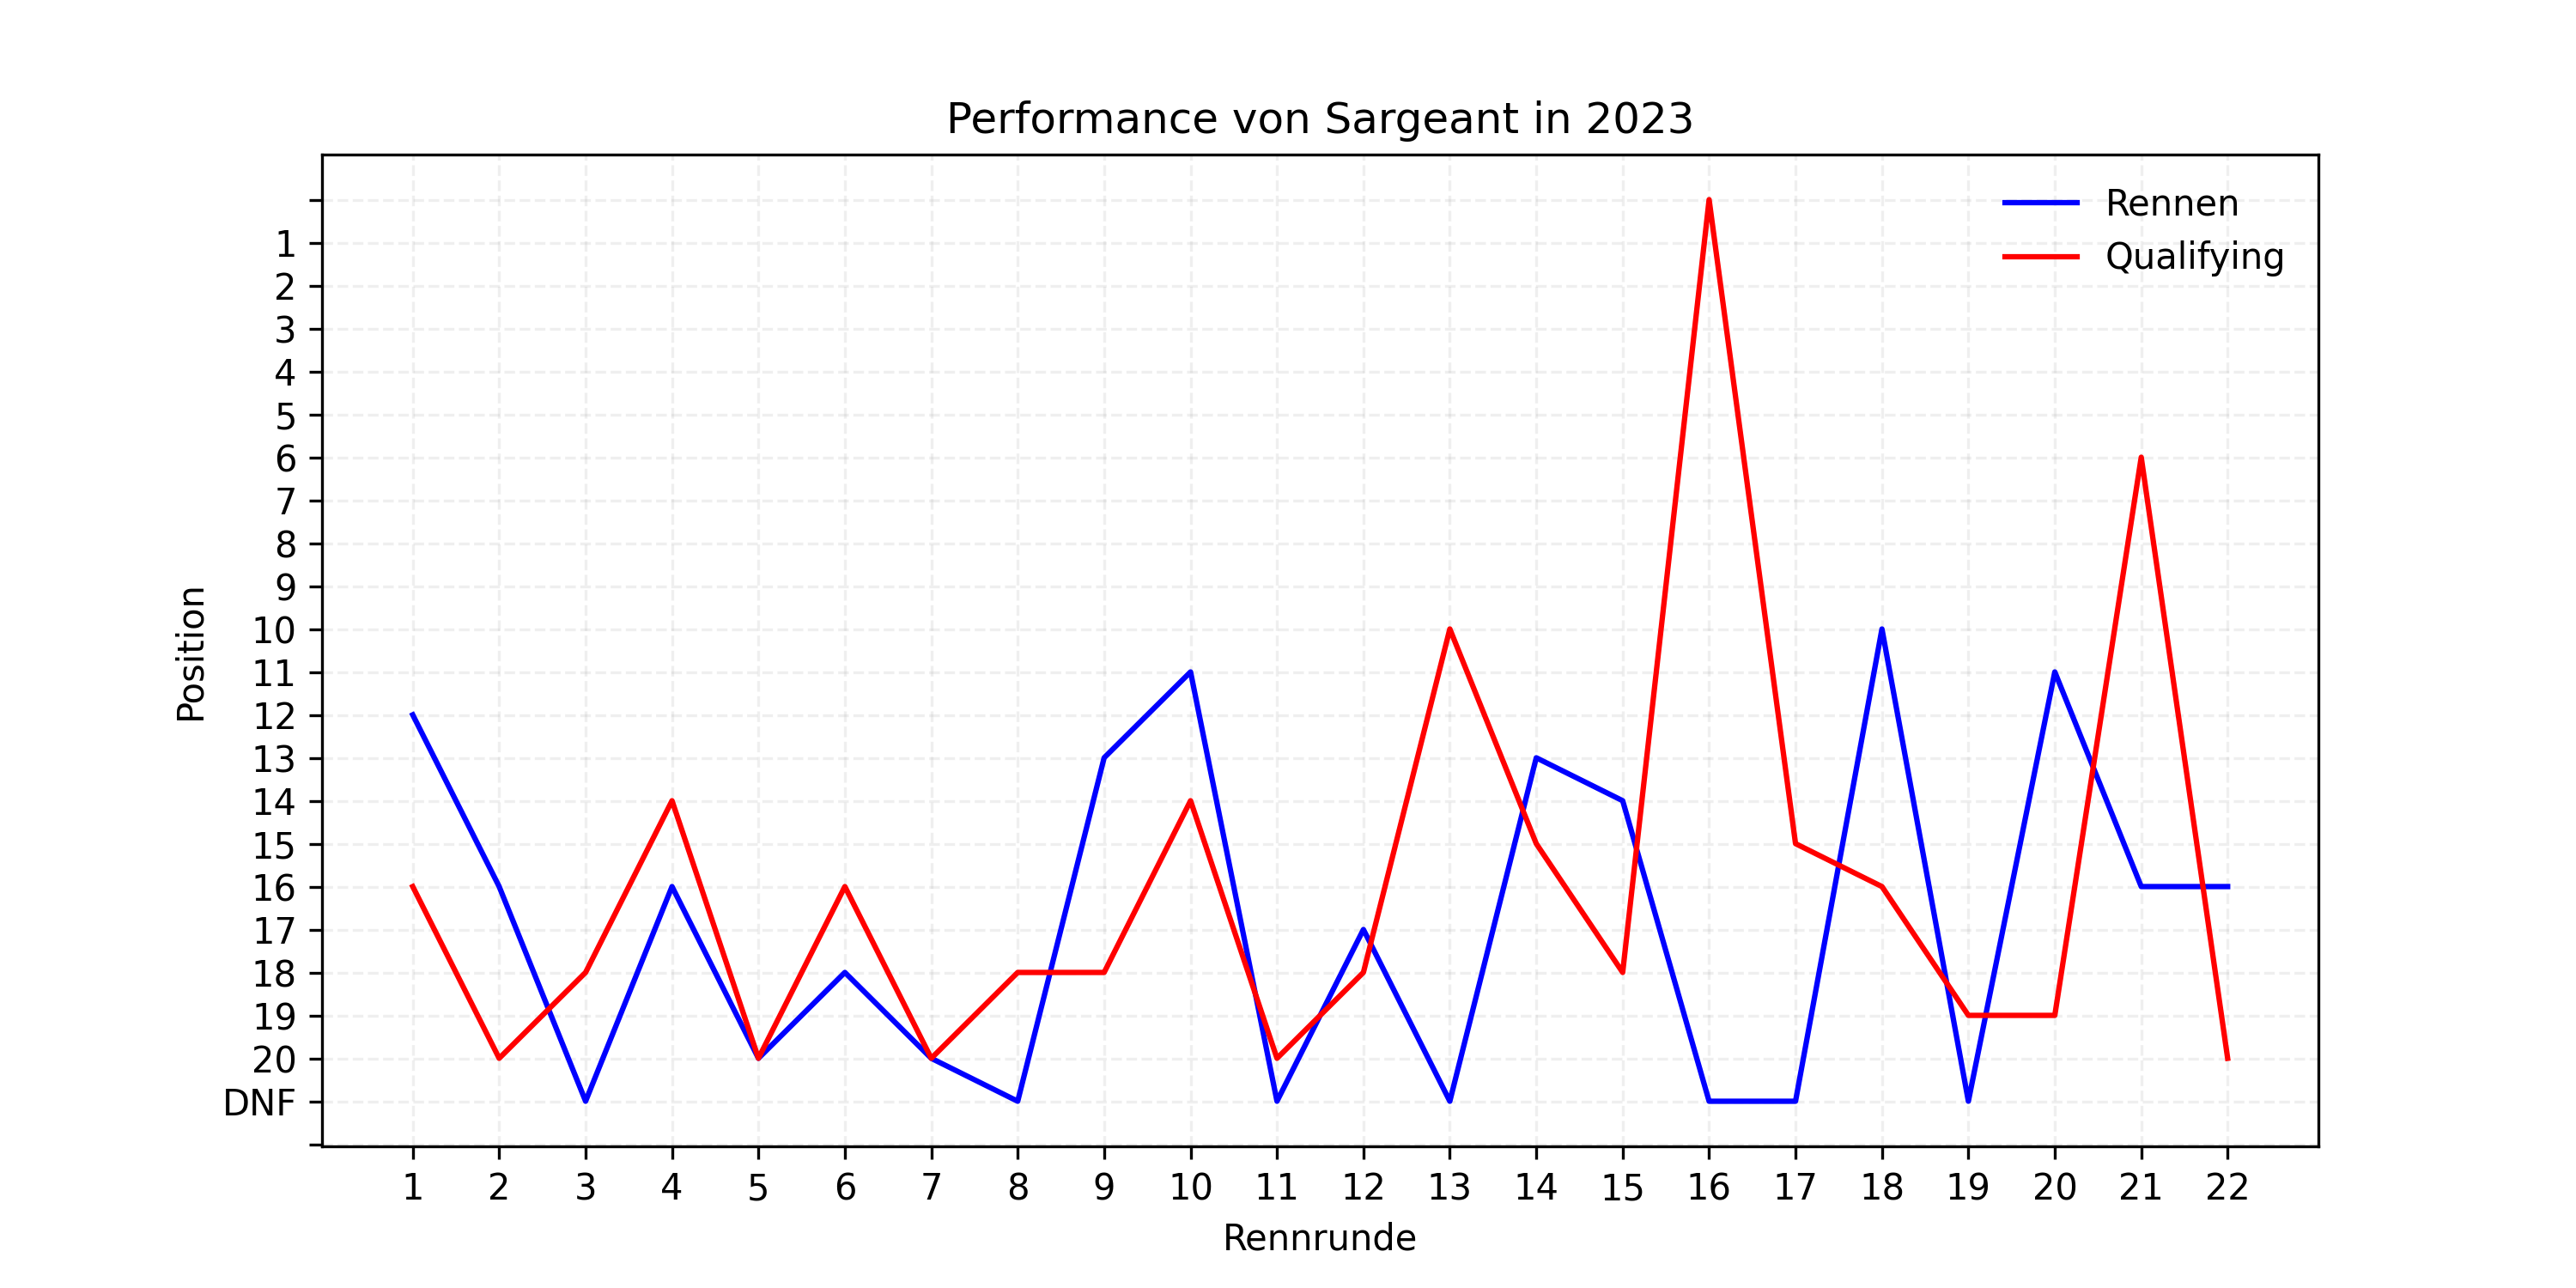 Performance von Sargeant in 2023
Rennen
Qualifying
Position
1
2
3
4
5
6
7
8
9
10
11
12
13
14
15
16
17
18
19
20
DNF
1 2 3 4 5 6 7 8 9 10 11 12 13 14 15 16 17 18 19 20 21 22
Rennrunde